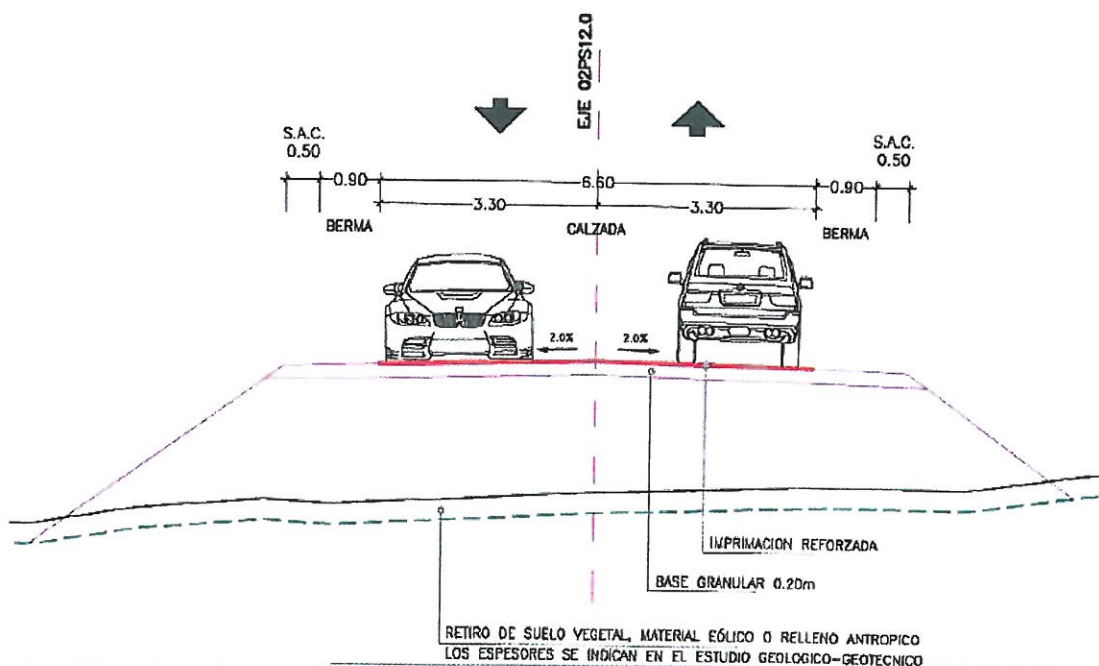 EJE 02PS12.0
S.A.C.
0.50
S.A.C.
0.50
0.90
6.60
0.90
3.30
3.30
BERMA
CALZADA
BERMA
2.0%
2.0%
IMPRIMACION REFORZADA
BASE GRANULAR 0.20m
RETIRO DE SUELO VEGETAL, MATERIAL EÓLICO O RELLENO ANTROPICO
LOS ESPESORES SE INDICAN EN EL ESTUDIO GEOLOGICO-GEOTECNICO